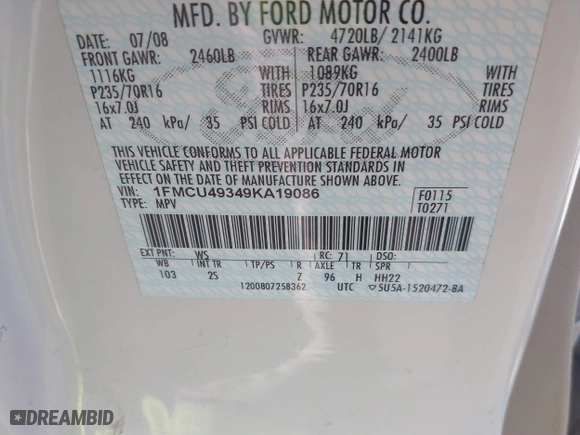 MFD. BY FORD MOTOR CO.
DATE: 07/08 GVWR: 4720LB/ 2141KG
FRONT GAWR: 2460LB REAR GAWR: 2400LB
1116KG WITH 1089KG WITH
P235/70R16 TIRES P235/70R16 TIRES
16x7.0J RIMS 16x7.0J RIMS
AT 240 kPa/ 35 PSI COLD AT 240 kPa/ 35 PSI COLD
THIS VEHICLE CONFORMS TO ALL APPLICABLE FEDERAL MOTOR
VEHICLE SAFETY AND THEFT PREVENTION STANDARDS IN
EFFECT ON THE DATE OF MANUFACTURE SHOWN ABOVE.
VIN: 1FMCU49349KA19086 F0115
TYPE: MPV T0271
EXT PNT: WS RC: 71 DSO:
WB INT TR TP/PS R AXLE TR SPR
103 2S Z 96 H HH22
1200807258362 UTC ▽5U5A-1520472-BA
DREAMBID